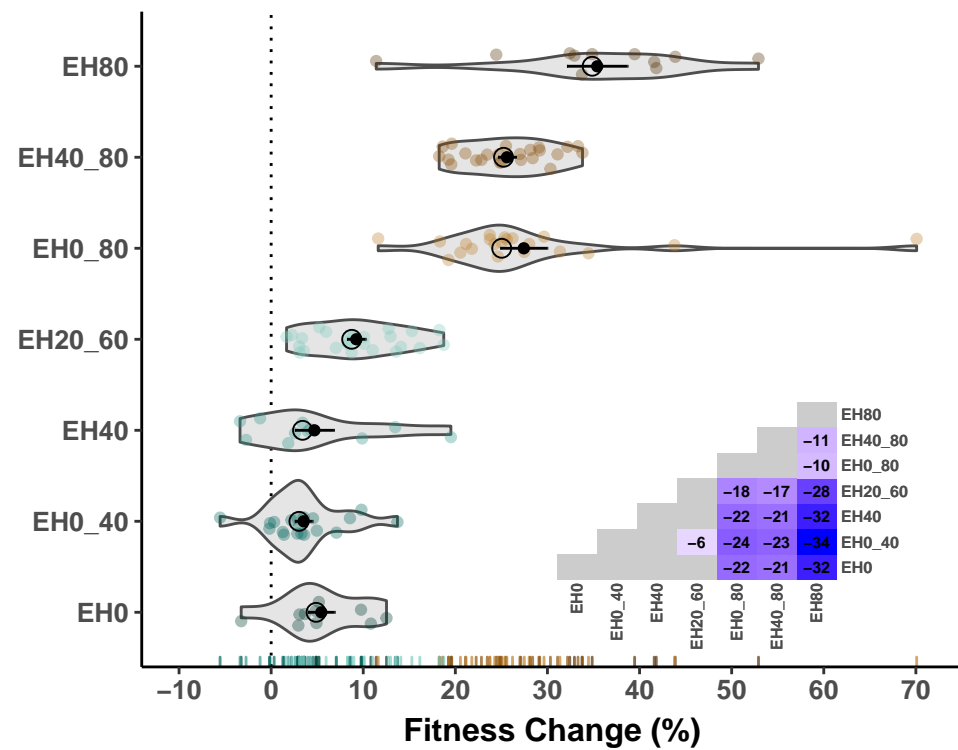 EH80
EH40_80
EH0_80
EH20_60
EH40
EH0_40
EH0
EH80
−11 EH40_80
−10 EH0_80
−18 −17 −28 EH20_60
−22 −21 −32 EH40
−6 −24 −23 −34 EH0_40
−22 −21 −32 EH0
EH0 EH0_40 EH40 EH20_60 EH0_80 EH40_80 EH80
−10 0 10 20 30 40 50 60 70
Fitness Change (%)